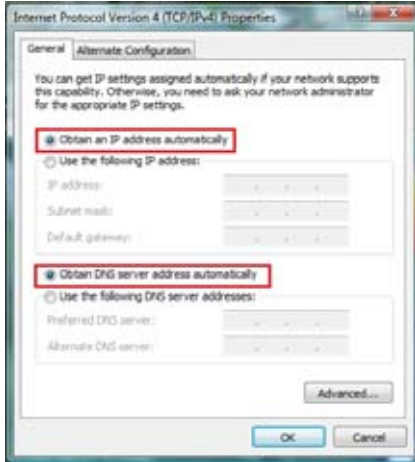 Internet Protocol Version 4 (TCP/IPv4) Properties
General
Alternate Configuration
You can get IP settings assigned automatically if your network supports
this capability. Otherwise, you need to ask your network administrator
for the appropriate IP settings.
Obtain an IP address automatically
Use the following IP address:
IP address:
Subnet mask:
Default gateway:
Obtain DNS server address automatically
Use the following DNS server addresses:
Preferred DNS server:
Alternate DNS server:
Advanced...
OK
Cancel